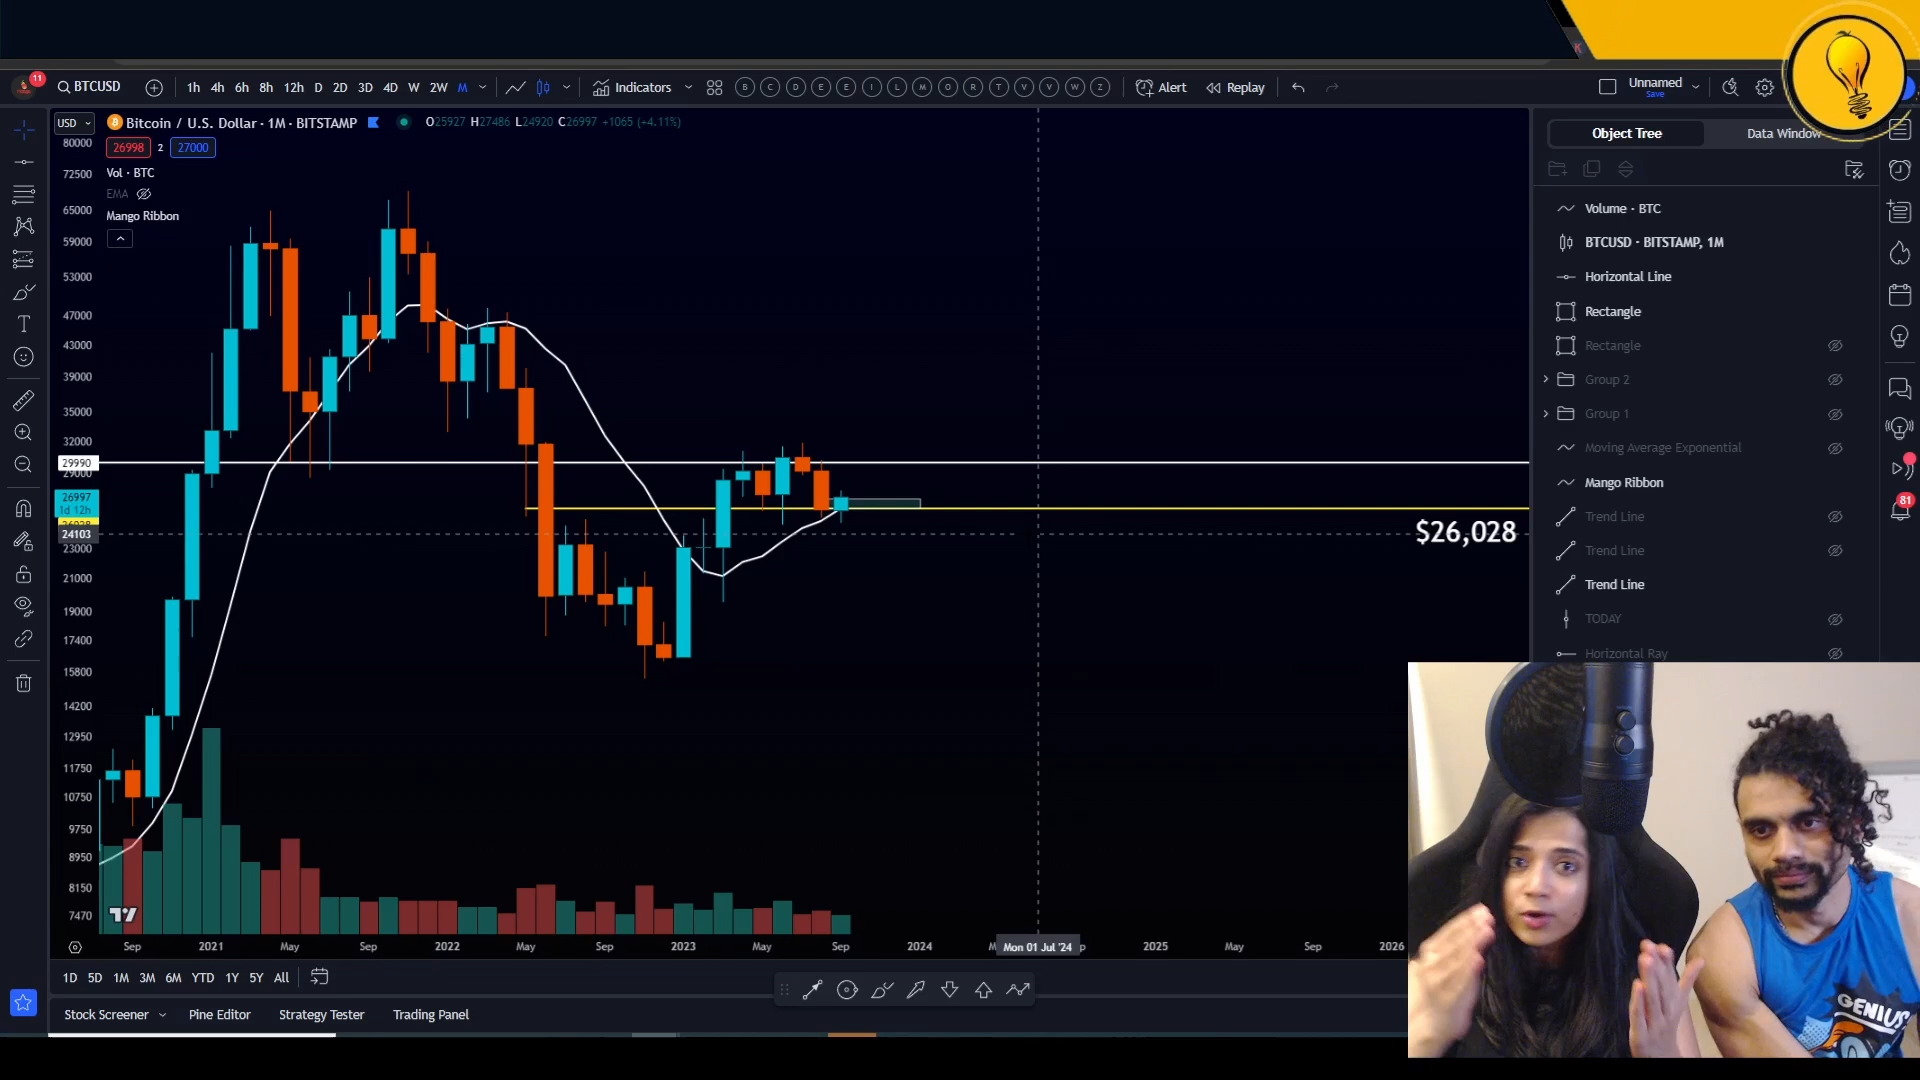 11
BTCUSD
1h 4h 6h 8h 12h D 2D 3D 4D W 2W M
Indicators
B C D E E I L M O R T V V W Z
Alert
Replay
Unnamed
Save
K
USD
Bitcoin / U.S. Dollar · 1M · BITSTAMP
O25927 H27486 L24920 C26997 +1065 (+4.11%)
26998 2 27000
Vol · BTC
EMA
Mango Ribbon
Object Tree
Data Window
Volume · BTC
BTCUSD · BITSTAMP, 1M
Horizontal Line
Rectangle
Rectangle
Group 2
Group 1
Moving Average Exponential
Mango Ribbon
Trend Line
Trend Line
Trend Line
TODAY
Horizontal Ray
81
80000
72500
65000
59000
53000
47000
43000
39000
35000
32000
29990
29000
26997
1d 12h
24103
23000
21000
19000
17400
15800
14200
12950
11750
10750
9750
8950
8150
7470
$26,028
Sep 2021 May Sep 2022 May Sep 2023 May Sep 2024 Mon 01 Jul '24 2025 May Sep 2026
1D 5D 1M 3M 6M YTD 1Y 5Y All
Stock Screener
Pine Editor
Strategy Tester
Trading Panel
GENIUS